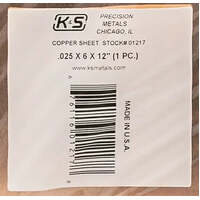 K&S
PRECISION
METALS
CHICAGO, IL
COPPER SHEET STOCK# 01217
.025 X 6 X 12" (1 PC.)
www.ksmetals.com
MADE IN U.S.A.